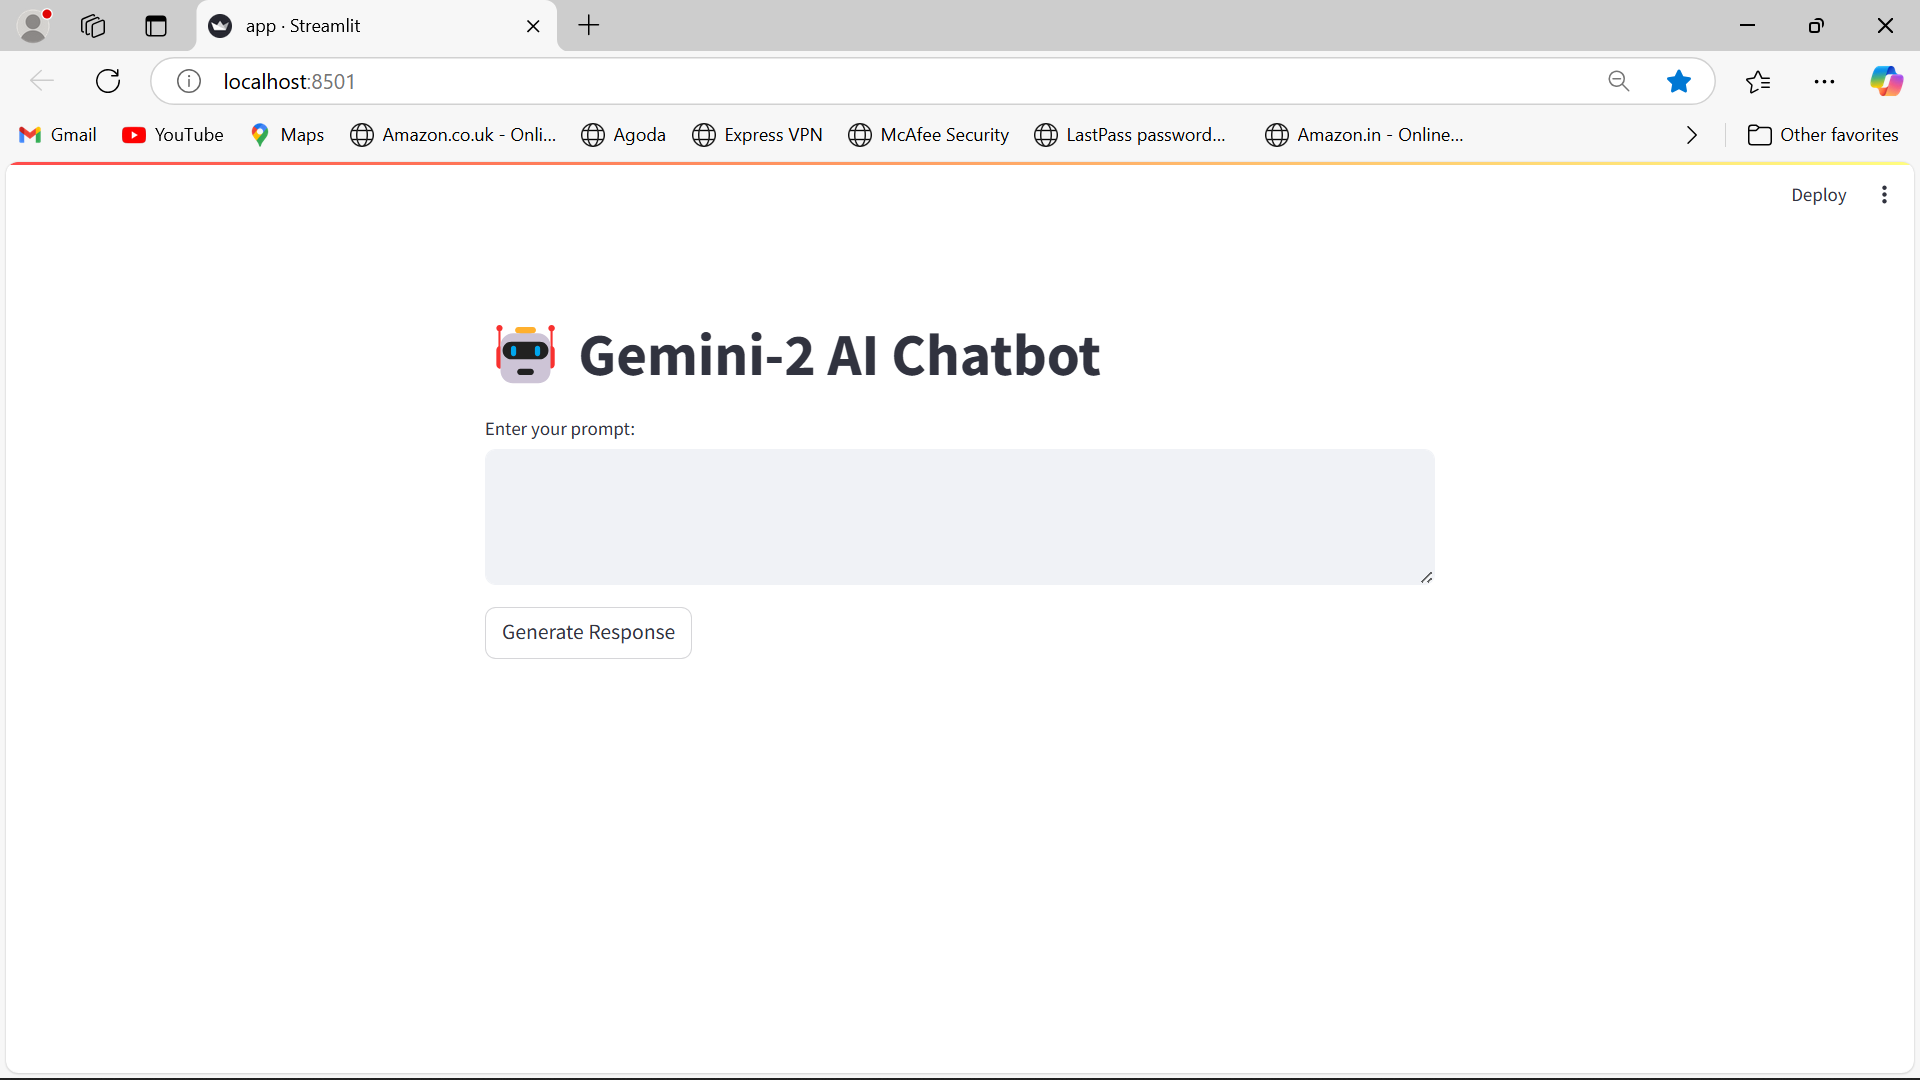 app · Streamlit
localhost:8501
Gmail YouTube Maps Amazon.co.uk - Onli... Agoda Express VPN McAfee Security LastPass password... Amazon.in - Online... Other favorites
Deploy
Gemini-2 AI Chatbot
Enter your prompt:
Generate Response